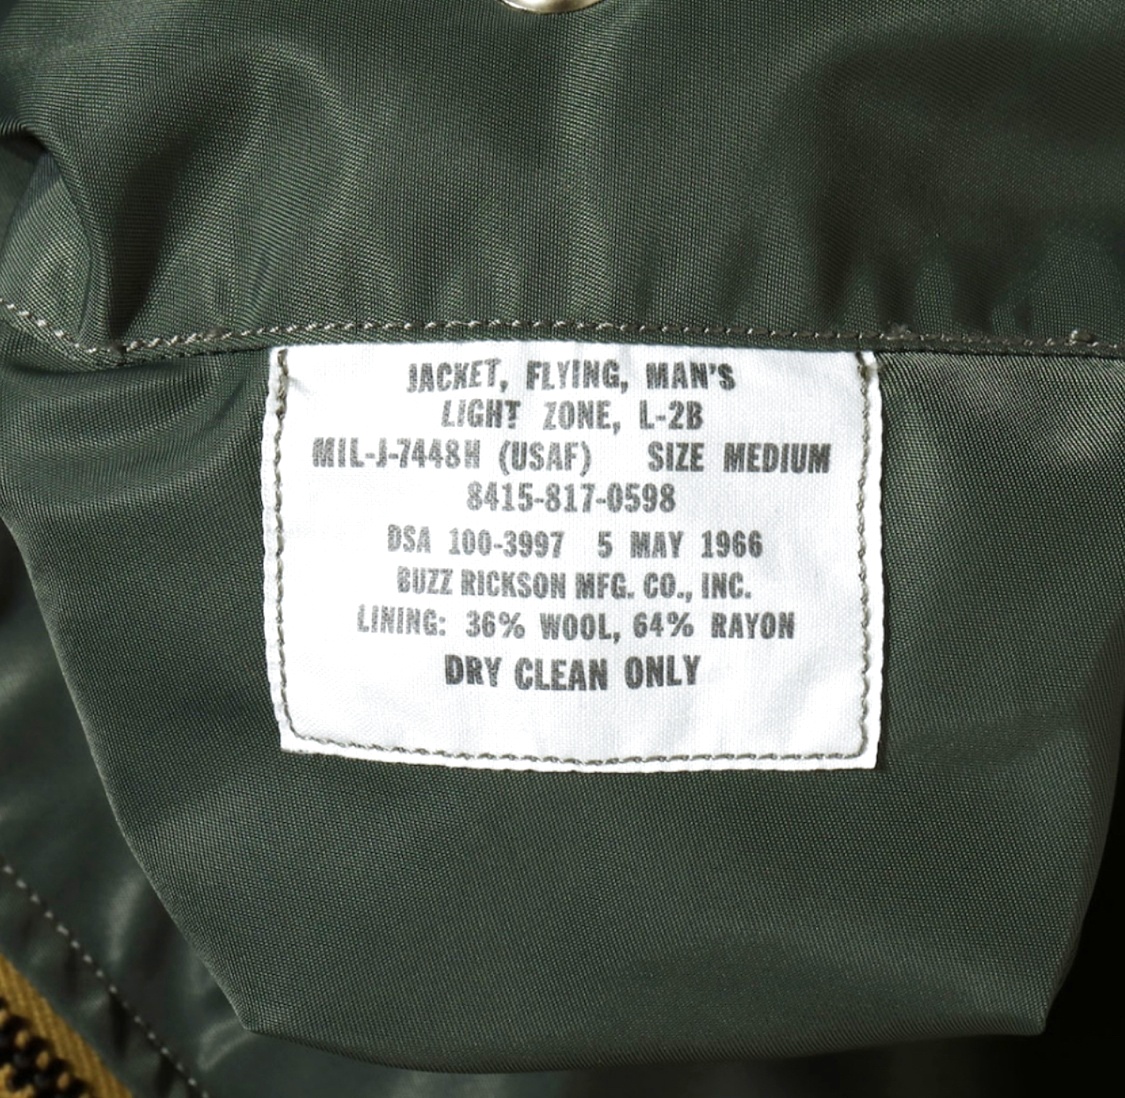 JACKET, FLYING, MAN'S
LIGHT ZONE, L-2B
MIL-J-7448H (USAF) SIZE MEDIUM
8415-817-0598
DSA 100-3997 5 MAY 1966
BUZZ RICKSON MFG. CO., INC.
LINING: 36% WOOL, 64% RAYON
DRY CLEAN ONLY